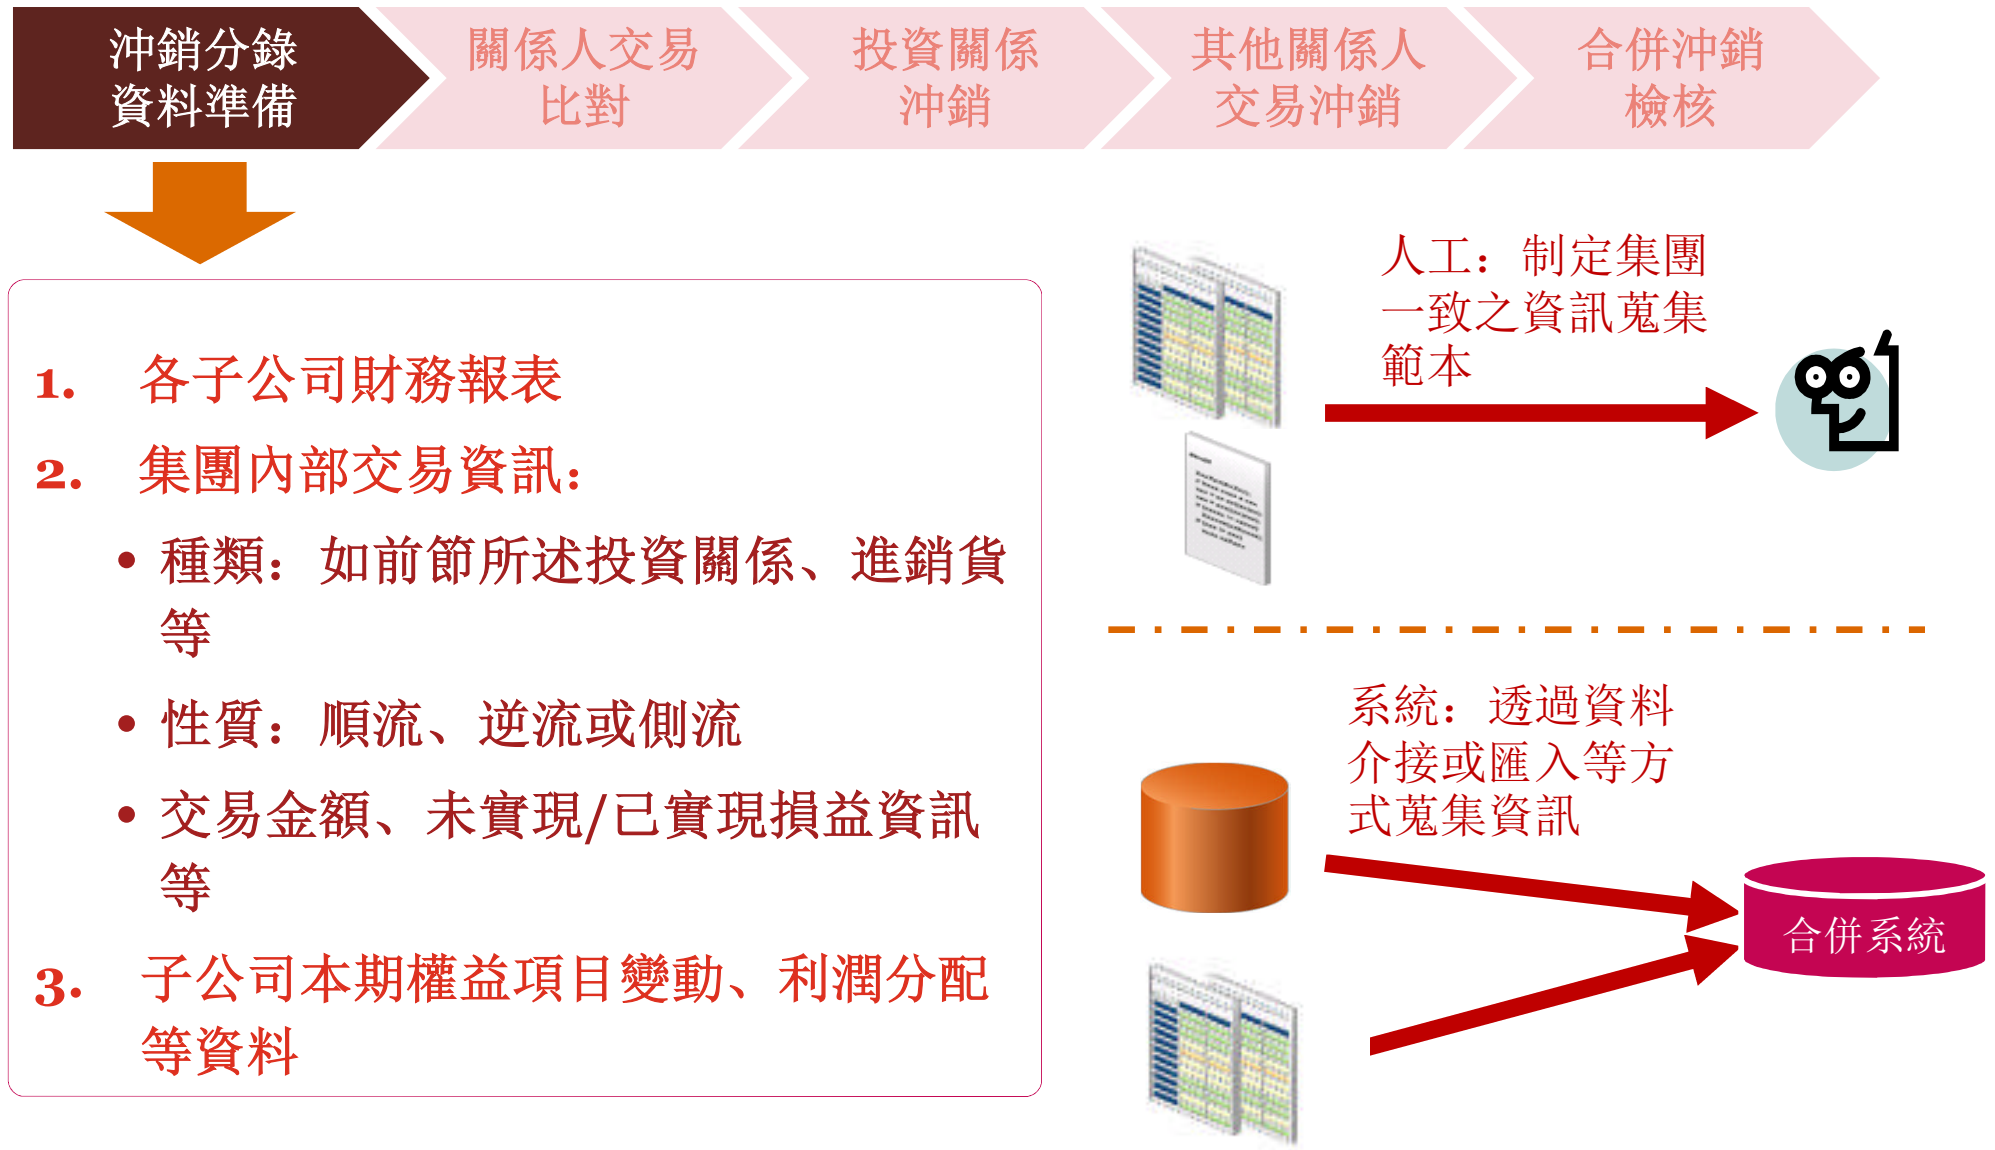 沖銷分錄
資料準備
關係人交易
比對
投資關係
沖銷
其他關係人
交易沖銷
合併沖銷
檢核
1. 各子公司財務報表
2. 集團內部交易資訊：
• 種類：如前節所述投資關係、進銷貨
等
• 性質：順流、逆流或側流
• 交易金額、未實現/已實現損益資訊
等
3. 子公司本期權益項目變動、利潤分配
等資料
人工：制定集團
一致之資訊蒐集
範本
系統：透過資料
介接或匯入等方
式蒐集資訊
合併系統